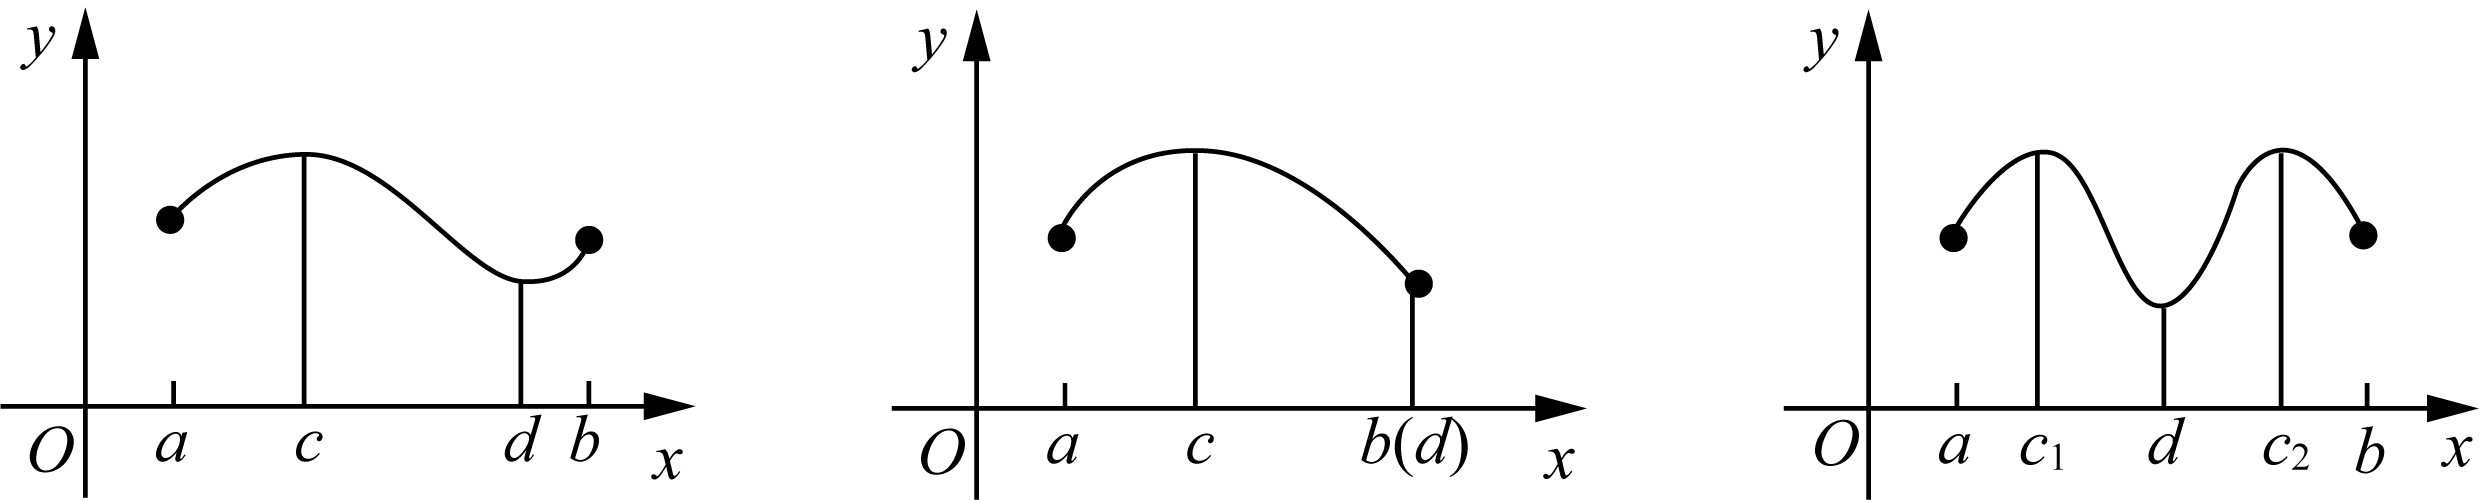 y
O a c d b x
y
O a c b(d) x
y
O a c₁ d c₂ b x